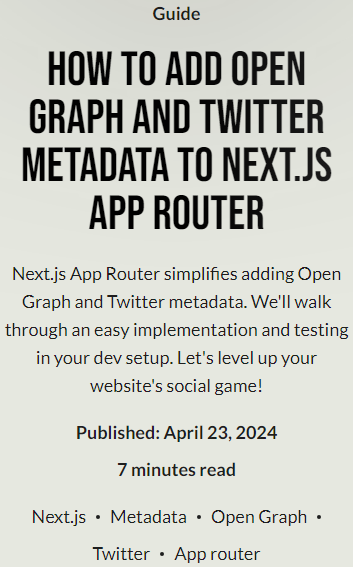 Guide
HOW TO ADD OPEN
GRAPH AND TWITTER
METADATA TO NEXT.JS
APP ROUTER
Next.js App Router simplifies adding Open
Graph and Twitter metadata. We'll walk
through an easy implementation and testing
in your dev setup. Let's level up your
website's social game!
Published: April 23, 2024
7 minutes read
Next.js • Metadata • Open Graph •
Twitter • App router